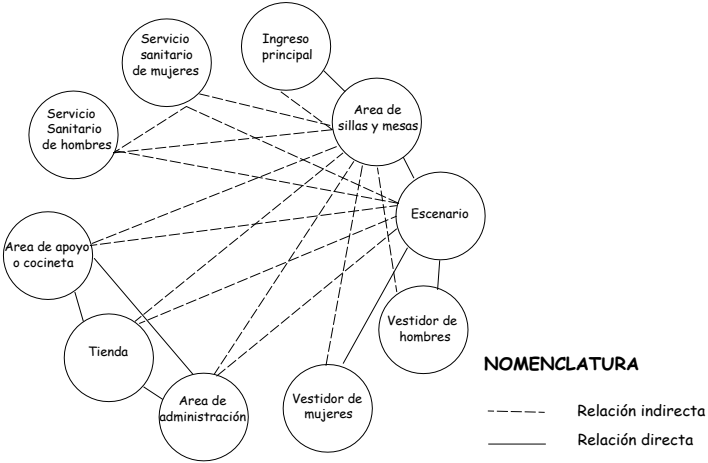 Ingreso
principal
Servicio
sanitario
de mujeres
Area de
sillas y mesas
Servicio
Sanitario
de hombres
Escenario
Area de apoyo
o cocineta
Vestidor de
hombres
Tienda
Area de
administración
Vestidor de
mujeres
NOMENCLATURA
Relación indirecta
Relación directa